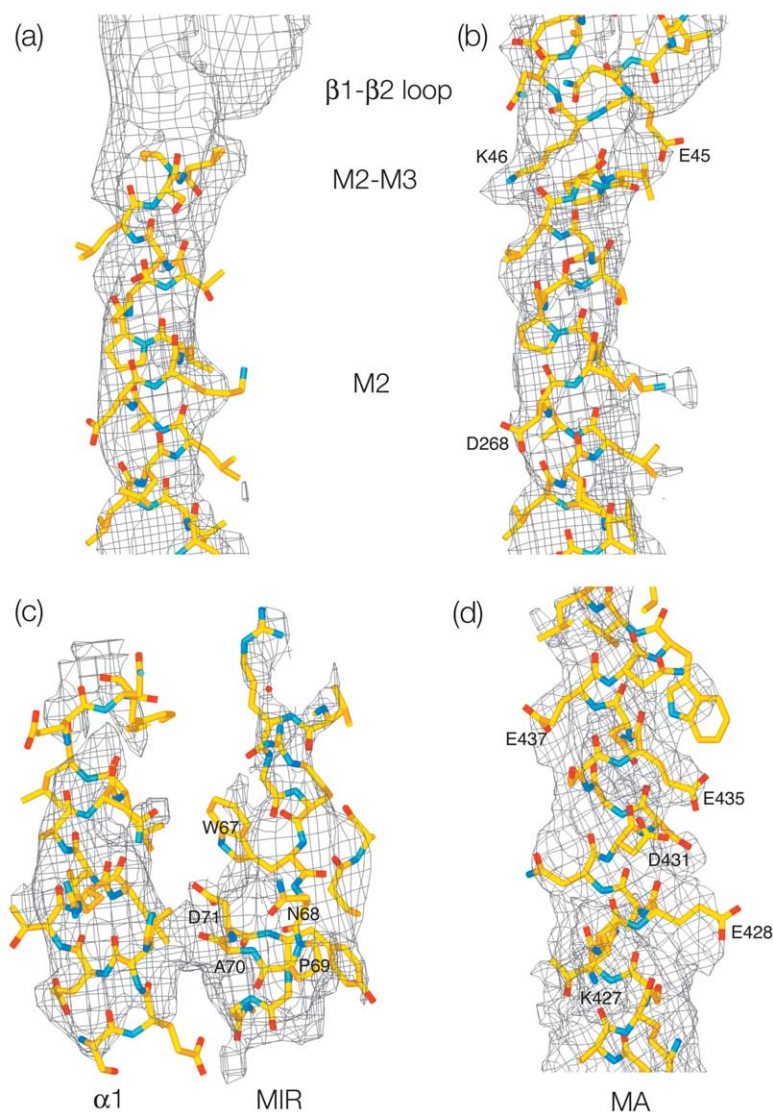 (a)
(b)
β1-β2 loop
K46
E45
M2-M3
M2
D268
(c)
(d)
E437
E435
W67
D431
D71
N68
E428
A70
P69
K427
α1
MIR
MA